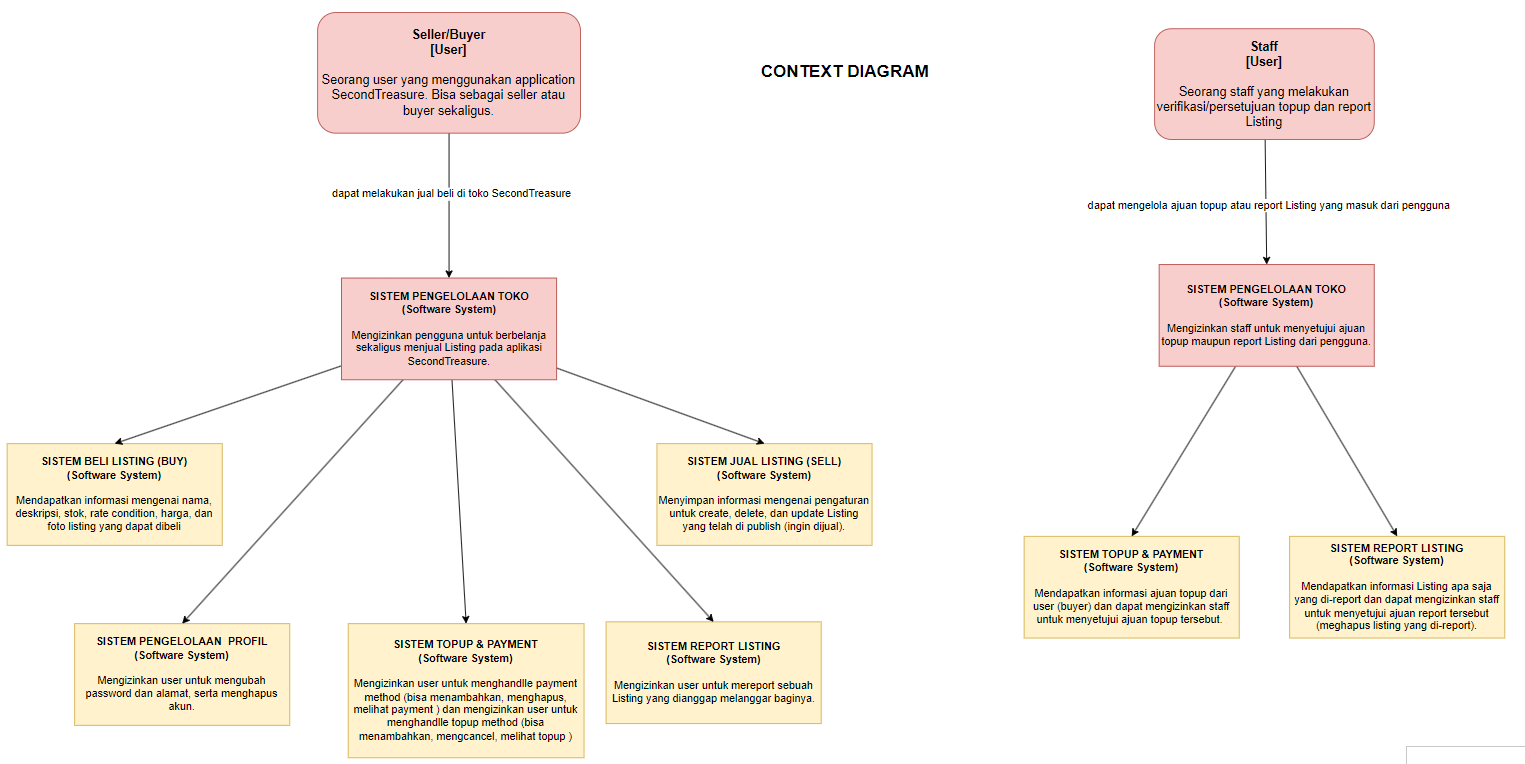 Seller/Buyer
[User]
Seorang user yang menggunakan application
SecondTreasure. Bisa sebagai seller atau
buyer sekaligus.
CONTEXT DIAGRAM
Staff
[User]
Seorang staff yang melakukan
verifikasi/persetujuan topup dan report
Listing
dapat melakukan jual beli di toko SecondTreasure
dapat mengelola ajuan topup atau report Listing yang masuk dari pengguna
SISTEM PENGELOLAAN TOKO
(Software System)
Mengizinkan pengguna untuk berbelanja
sekaligus menjual Listing pada aplikasi
SecondTreasure.
SISTEM PENGELOLAAN TOKO
(Software System)
Mengizinkan staff untuk menyetujui ajuan
topup maupun report Listing dari pengguna.
SISTEM BELI LISTING (BUY)
(Software System)
Mendapatkan informasi mengenai nama,
deskripsi, stok, rate condition, harga, dan
foto listing yang dapat dibeli
SISTEM JUAL LISTING (SELL)
(Software System)
Menyimpan informasi mengenai pengaturan
untuk create, delete, dan update Listing
yang telah di publish (ingin dijual).
SISTEM PENGELOLAAN  PROFIL
(Software System)
Mengizinkan user untuk mengubah
password dan alamat, serta menghapus
akun.
SISTEM TOPUP & PAYMENT
(Software System)
Mengizinkan user untuk menghandlle payment
method (bisa menambahkan, menghapus,
melihat payment ) dan mengizinkan user untuk
menghandlle topup method (bisa
menambahkan, mengcancel, melihat topup )
SISTEM REPORT LISTING
(Software System)
Mengizinkan user untuk mereport sebuah
Listing yang dianggap melanggar baginya.
SISTEM TOPUP & PAYMENT
(Software System)
Mendapatkan informasi ajuan topup dari
user (buyer) dan dapat mengizinkan staff
untuk menyetujui ajuan topup tersebut.
SISTEM REPORT LISTING
(Software System)
Mendapatkan informasi Listing apa saja
yang di-report dan dapat mengizinkan staff
untuk menyetujui ajuan report tersebut
(meghapus listing yang di-report).